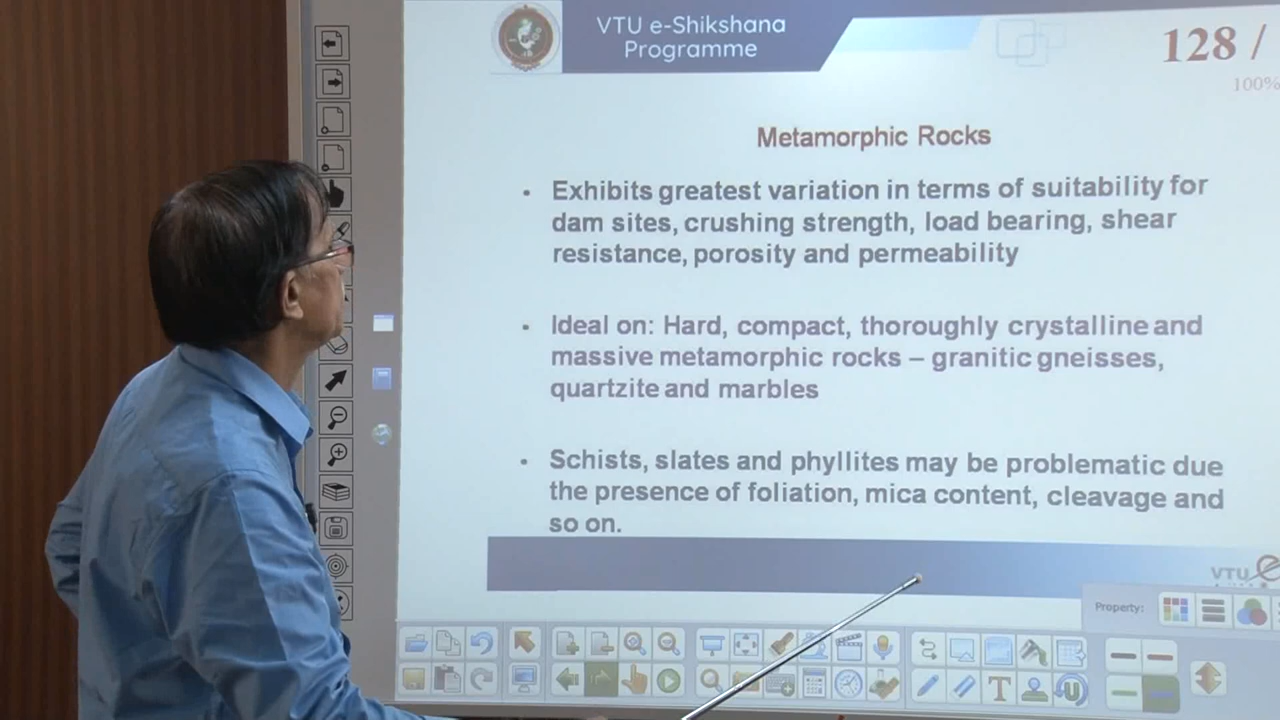 VTU e-Shikshana
Programme
128 /
100%
Metamorphic Rocks
• Exhibits greatest variation in terms of suitability for
dam sites, crushing strength, load bearing, shear
resistance, porosity and permeability
• Ideal on: Hard, compact, thoroughly crystalline and
massive metamorphic rocks – granitic gneisses,
quartzite and marbles
• Schists, slates and phyllites may be problematic due
the presence of foliation, mica content, cleavage and
so on.
VTU e
Property: